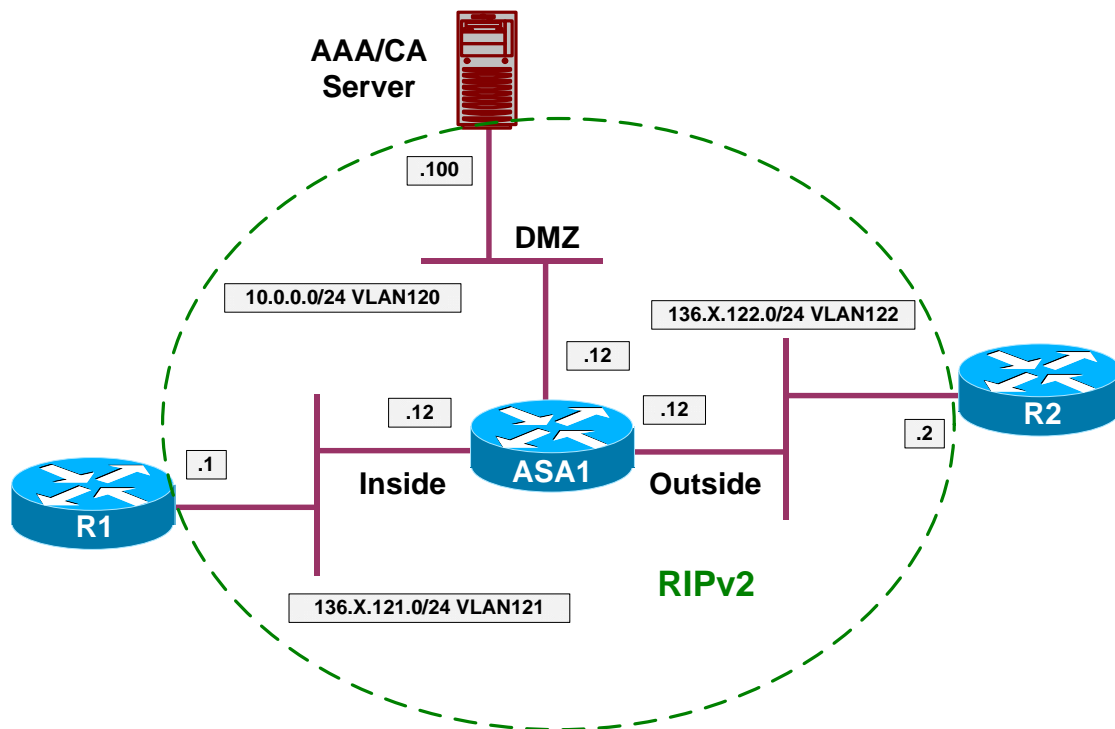 AAA/CA
Server
.100
DMZ
10.0.0.0/24 VLAN120
136.X.122.0/24 VLAN122
.12
.12
.12
R2
.2
.1
Inside
ASA1
Outside
R1
RIPv2
136.X.121.0/24 VLAN121